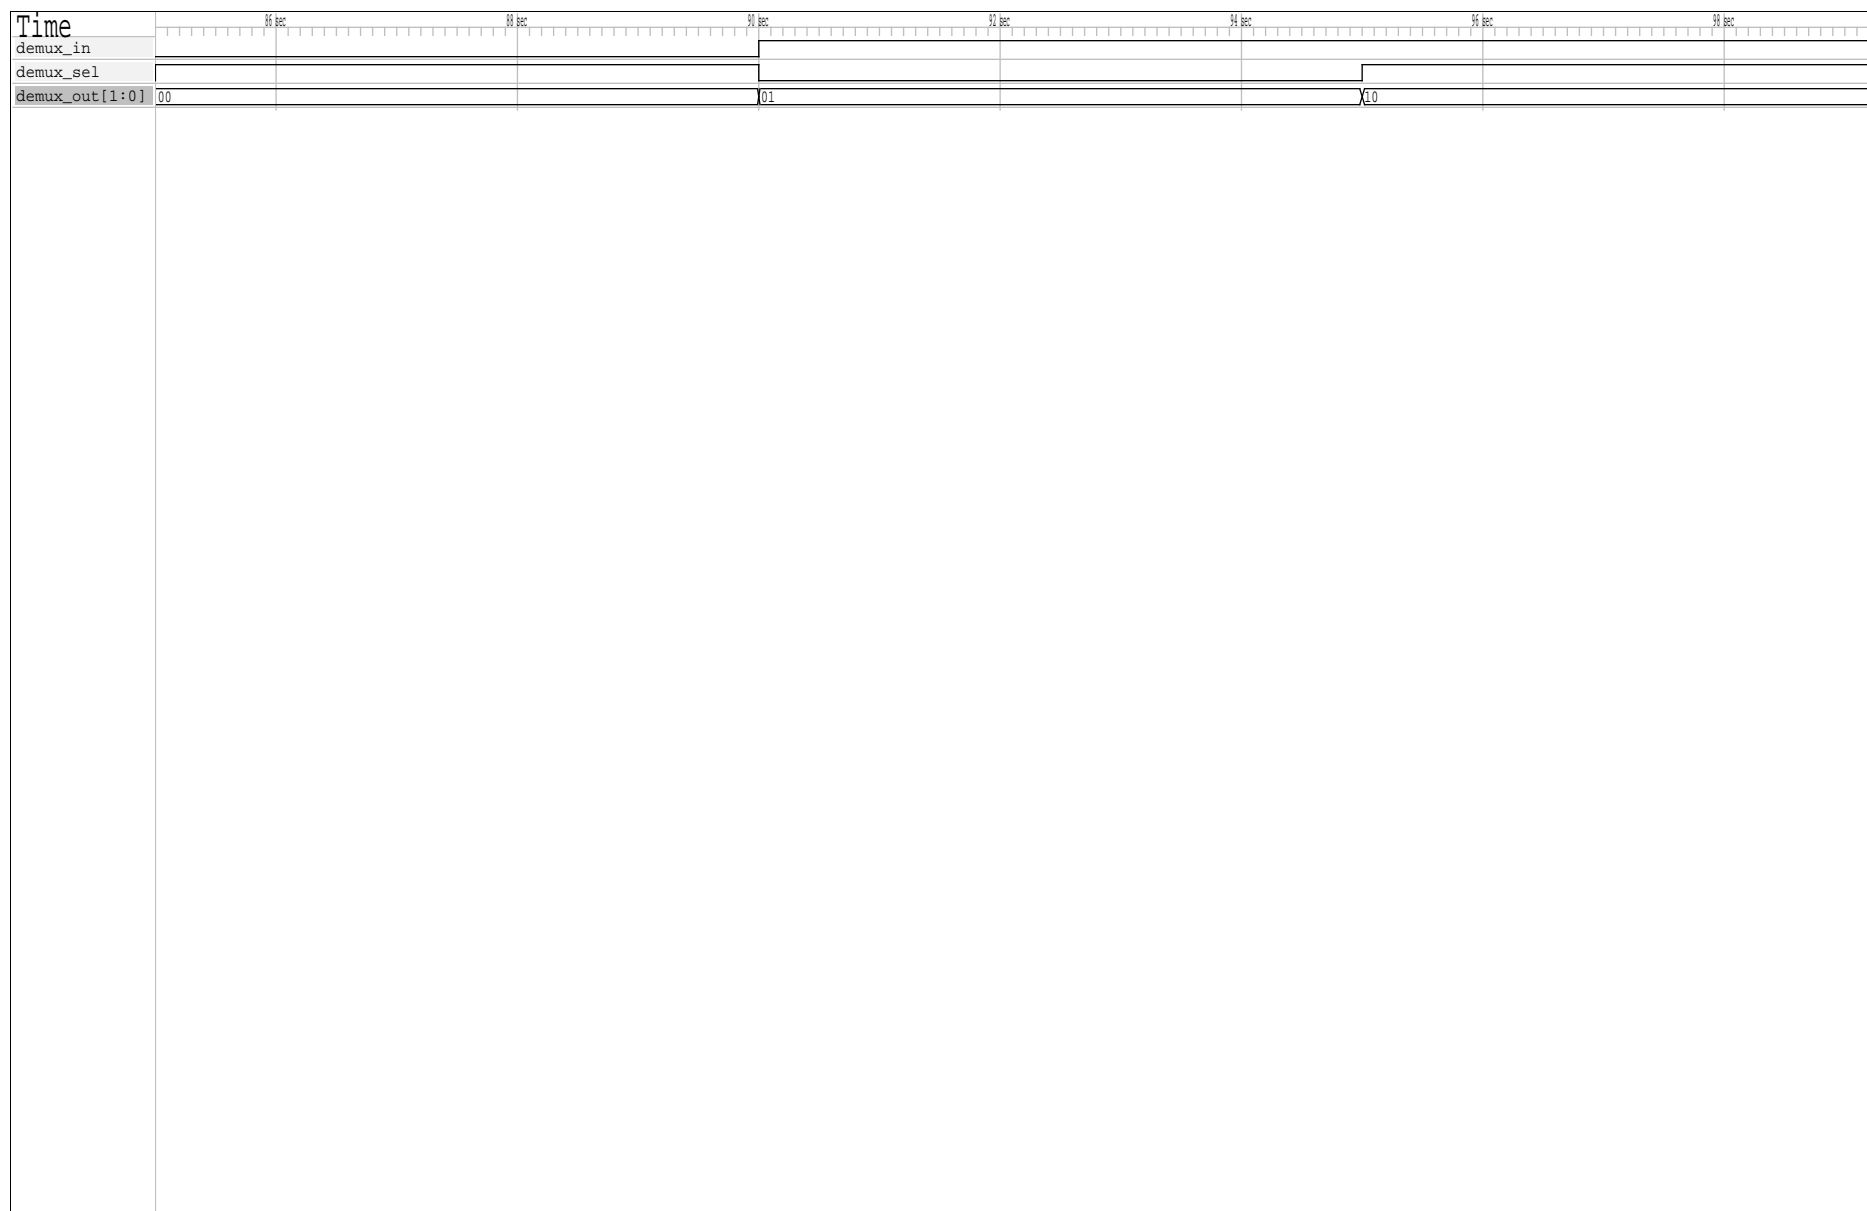 Time
86 sec 88 sec 90 sec 92 sec 94 sec 96 sec 98 sec
demux_in
demux_sel
demux_out[1:0] 00 01 10